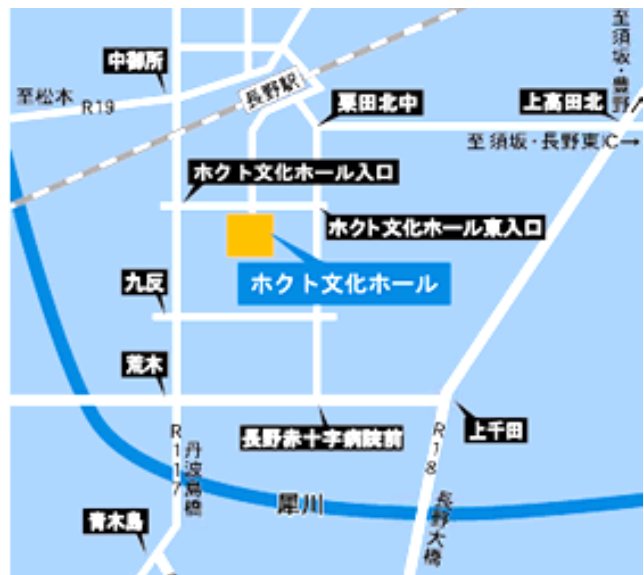 至須坂・豊野
中御所
至松本
R19
長野駅
栗田北中
上高田北
至須坂・長野東IC→
ホクト文化ホール入口
ホクト文化ホール東入口
ホクト文化ホール
九反
荒木
長野赤十字病院前
上千田
R117
丹波島橋
R18
長野大橋
犀川
青木島